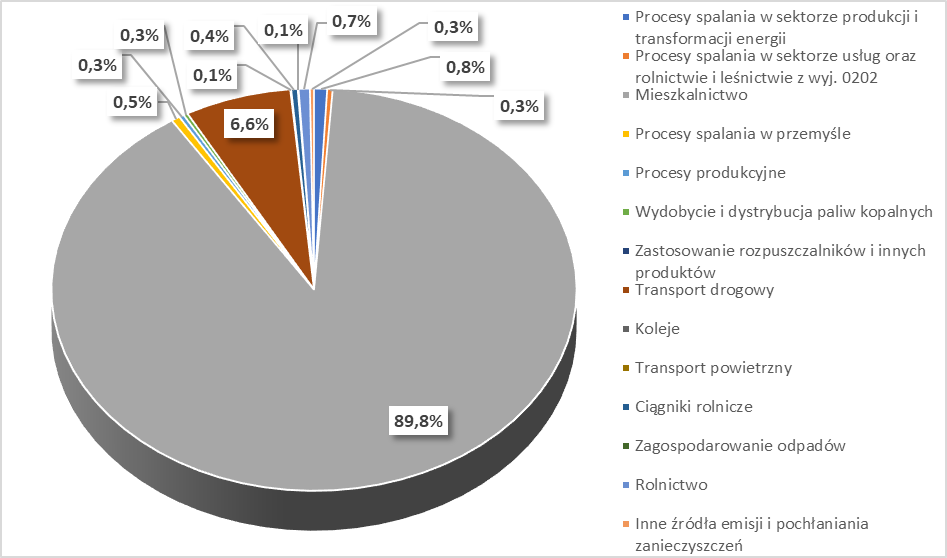 0,3%
0,4%
0,1%
0,7%
0,3%
0,3%
0,1%
0,8%
0,5%
6,6%
0,3%
89,8%
Procesy spalania w sektorze produkcji i
transformacji energii
Procesy spalania w sektorze usług oraz
rolnictwie i leśnictwie z wyj. 0202
Mieszkalnictwo
Procesy spalania w przemyśle
Procesy produkcyjne
Wydobycie i dystrybucja paliw kopalnych
Zastosowanie rozpuszczalników i innych
produktów
Transport drogowy
Koleje
Transport powietrzny
Ciągniki rolnicze
Zagospodarowanie odpadów
Rolnictwo
Inne źródła emisji i pochłaniania
zanieczyszczeń